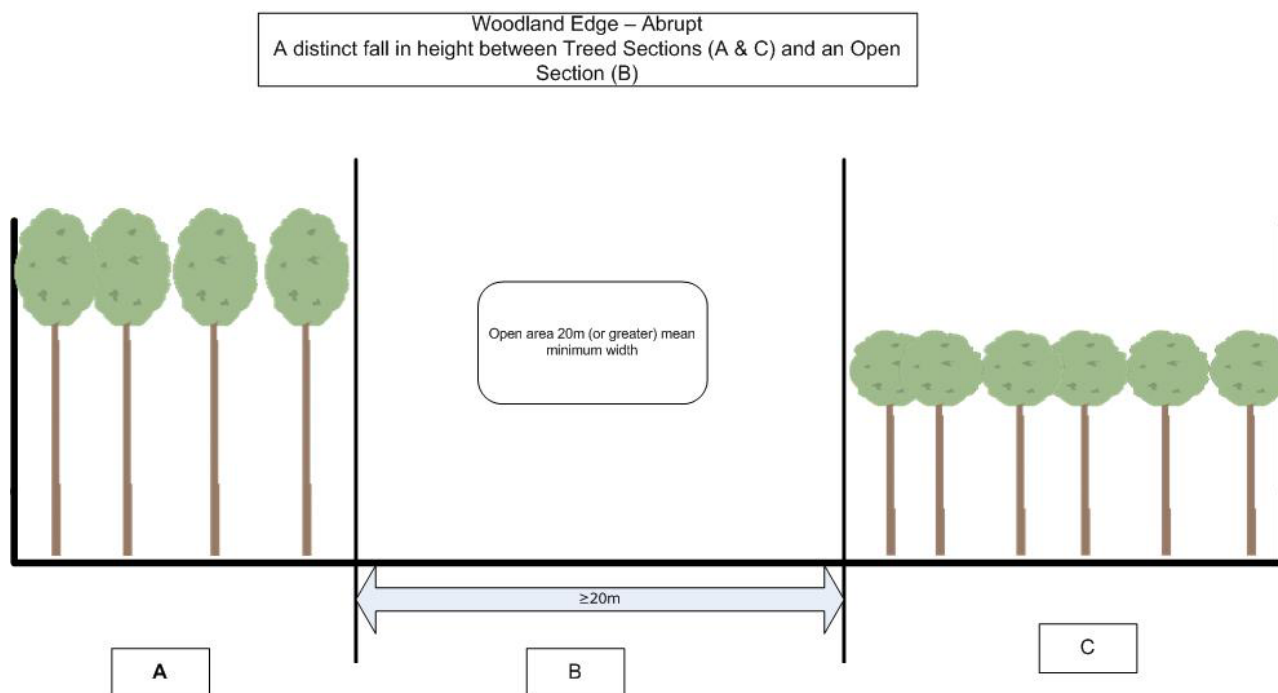 Woodland Edge – Abrupt
A distinct fall in height between Treed Sections (A & C) and an Open
Section (B)
Open area 20m (or greater) mean
minimum width
≥20m
A
B
C